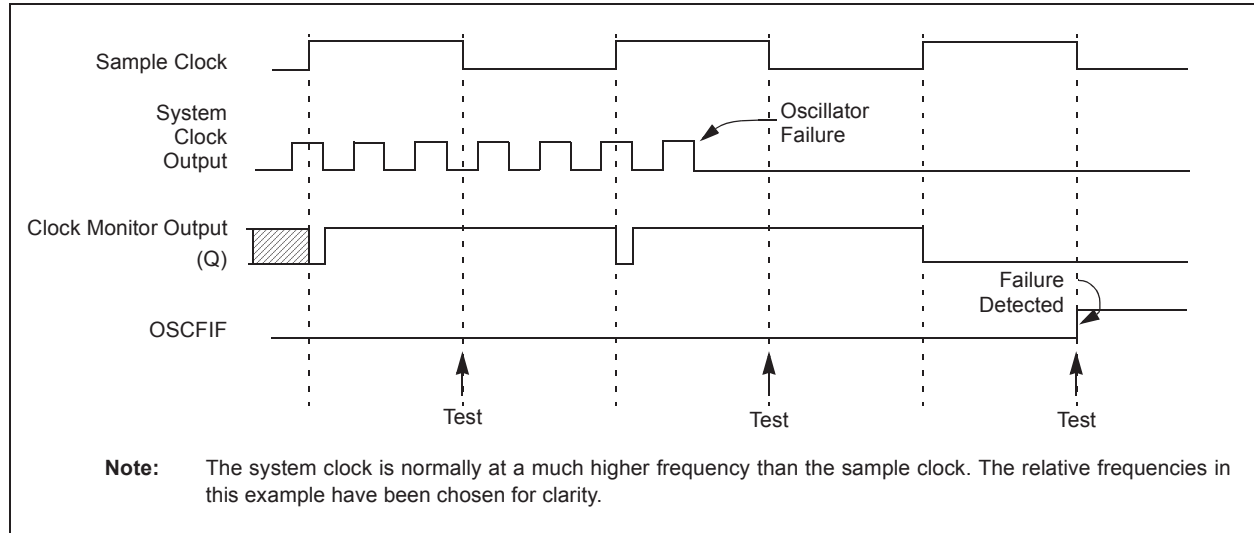 Sample Clock
System
Clock
Output
Oscillator
Failure
Clock Monitor Output
(Q)
Failure
Detected
OSCFIF
Test
Test
Test
Note: The system clock is normally at a much higher frequency than the sample clock. The relative frequencies in
this example have been chosen for clarity.